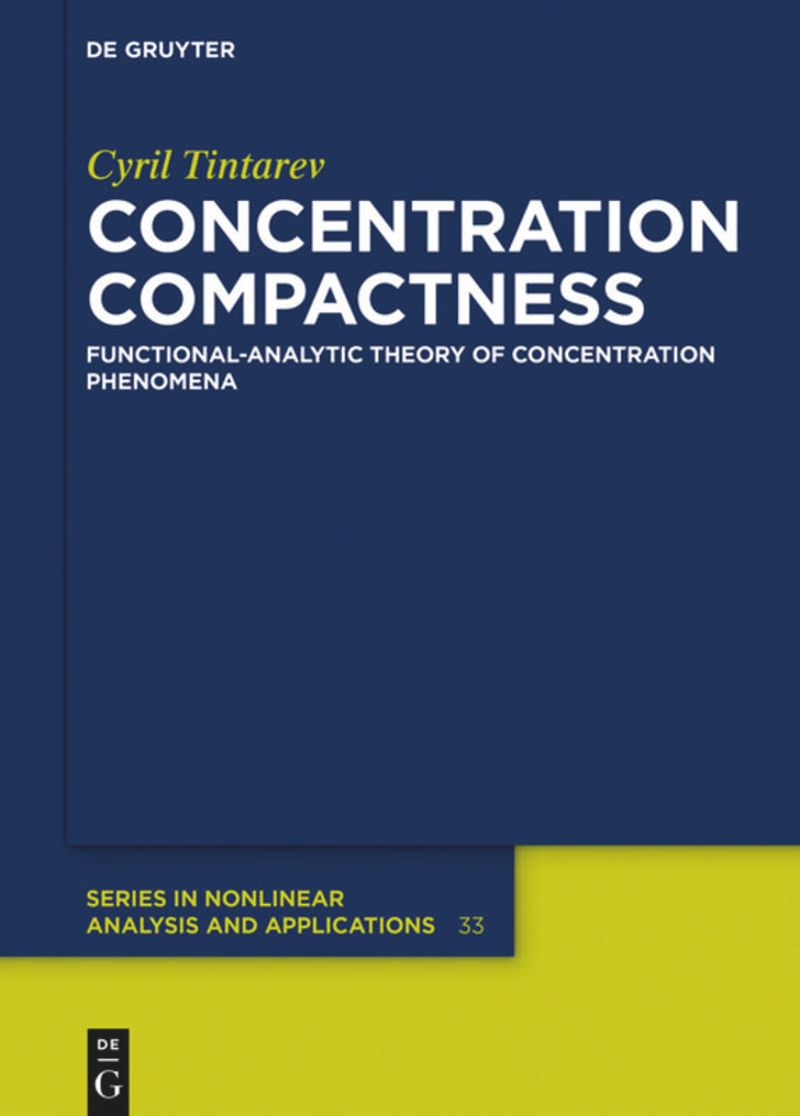 DE GRUYTER
Cyril Tintarev
CONCENTRATION
COMPACTNESS
FUNCTIONAL-ANALYTIC THEORY OF CONCENTRATION
PHENOMENA
SERIES IN NONLINEAR
ANALYSIS AND APPLICATIONS 33
DE
G